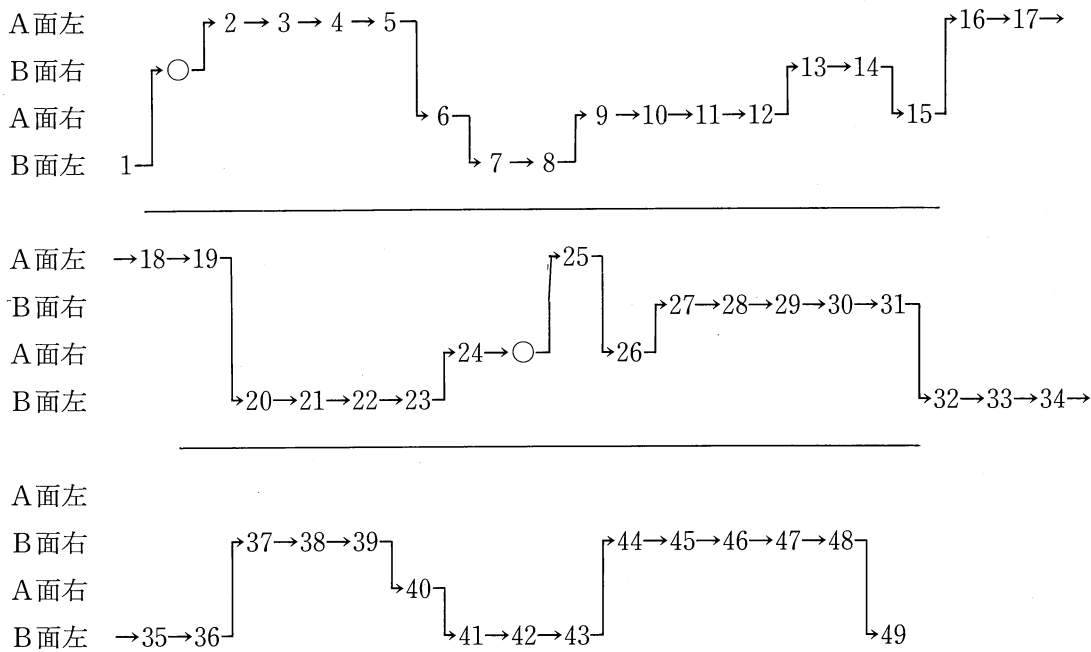 A面左 2→3→4→5 16→17→
B面右 ○ 13→14
A面右 6 9→10→11→12 15
B面左 1 7→8
A面左 →18→19 25
B面右 27→28→29→30→31
A面右 24→○ 26
B面左 20→21→22→23 32→33→34→
A面左
B面右 37→38→39 44→45→46→47→48
A面右 40
B面左 →35→36 41→42→43 49